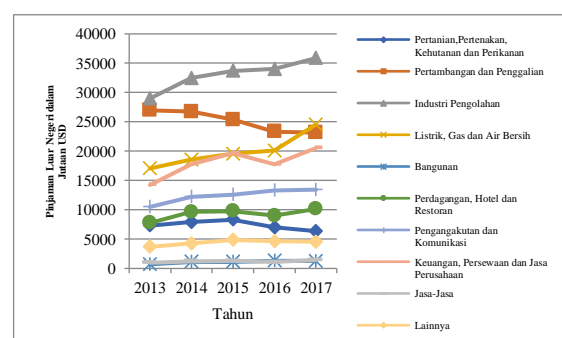 Pinjaman Luar Negeri dalam
Jutaan USD
40000
35000
30000
25000
20000
15000
10000
5000
0
2013 2014 2015 2016 2017
Tahun
Pertanian,Pertenakan,
Kehutanan dan Perikanan
Pertambangan dan Penggalian
Industri Pengolahan
Listrik, Gas dan Air Bersih
Bangunan
Perdagangan, Hotel dan
Restoran
Pengangakutan dan
Komunikasi
Keuangan, Persewaan dan Jasa
Perusahaan
Jasa-Jasa
Lainnya